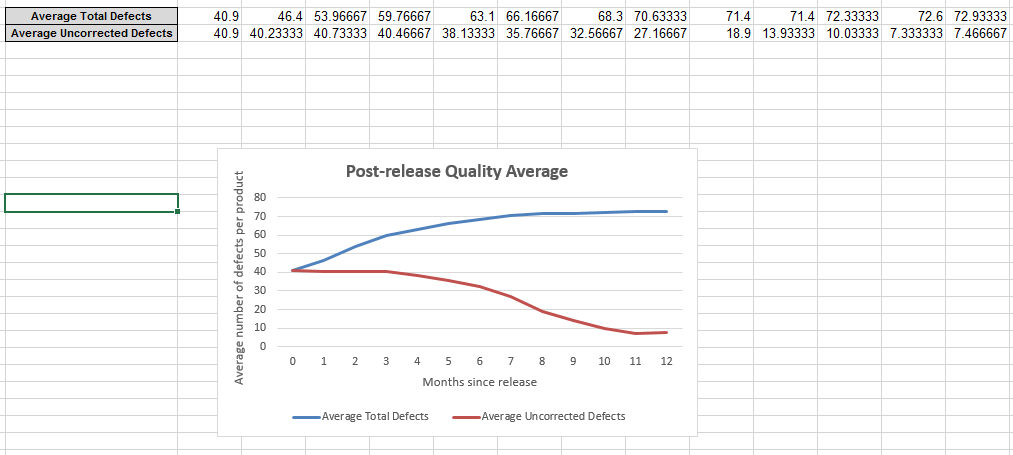 Average Total Defects 40.9 46.4 53.96667 59.76667 63.1 66.16667 68.3 70.63333 71.4 71.4 72.33333 72.6 72.93333
Average Uncorrected Defects 40.9 40.23333 40.73333 40.46667 38.13333 35.76667 32.56667 27.16667 18.9 13.93333 10.03333 7.333333 7.466667
Post-release Quality Average
Average number of defects per product
80
70
60
50
40
30
20
10
0
0 1 2 3 4 5 6 7 8 9 10 11 12
Months since release
Average Total Defects Average Uncorrected Defects